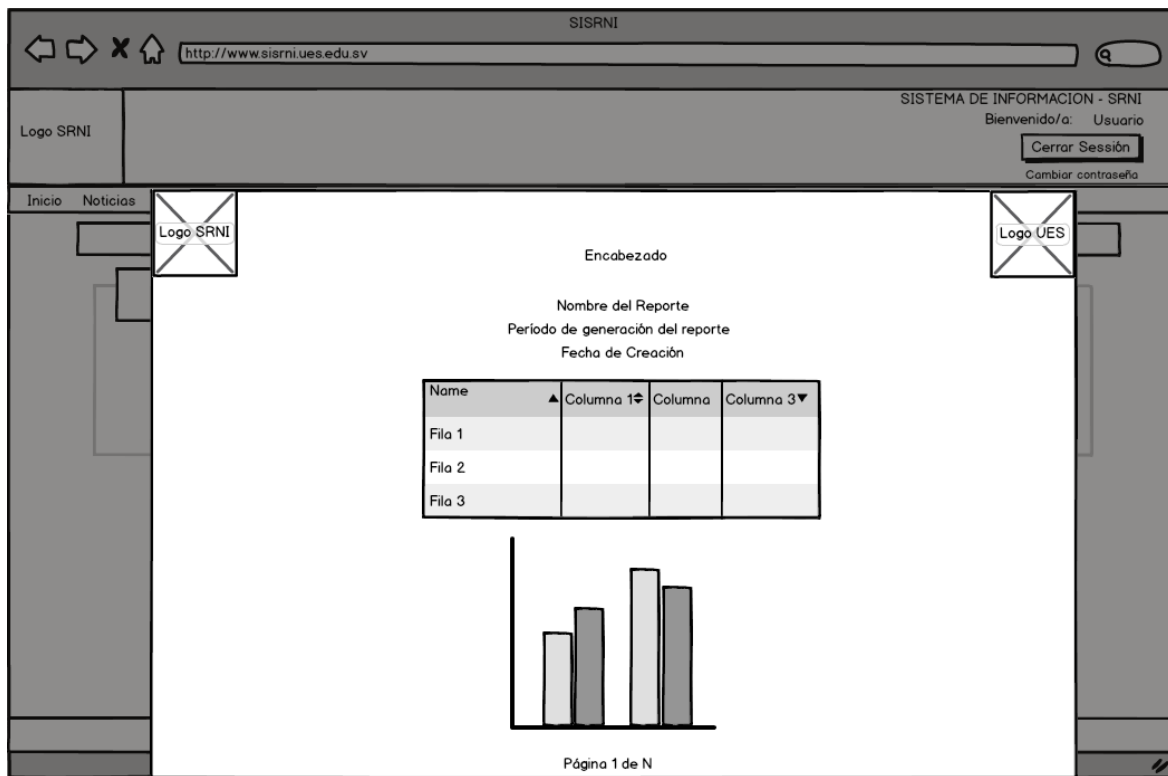 SISRNI
http://www.sisrni.ues.edu.sv
SISTEMA DE INFORMACION - SRNI
Logo SRNI
Bienvenido/a: Usuario
Cerrar Sessión
Cambiar contraseña
Inicio Noticias
Logo SRNI
Logo UES
Encabezado
Nombre del Reporte
Período de generación del reporte
Fecha de Creación
Name Columna 1 Columna Columna 3
Fila 1
Fila 2
Fila 3
Página 1 de N